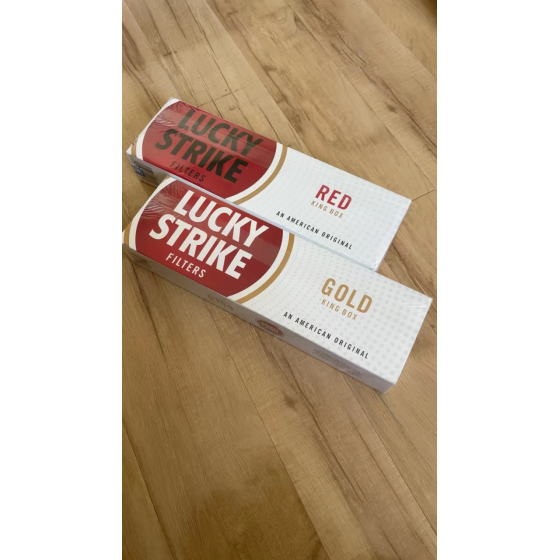 LUCKY
STRIKE
FILTERS
RED
KING BOX
AN AMERICAN ORIGINAL
LUCKY
STRIKE
FILTERS
GOLD
KING BOX
AN AMERICAN ORIGINAL